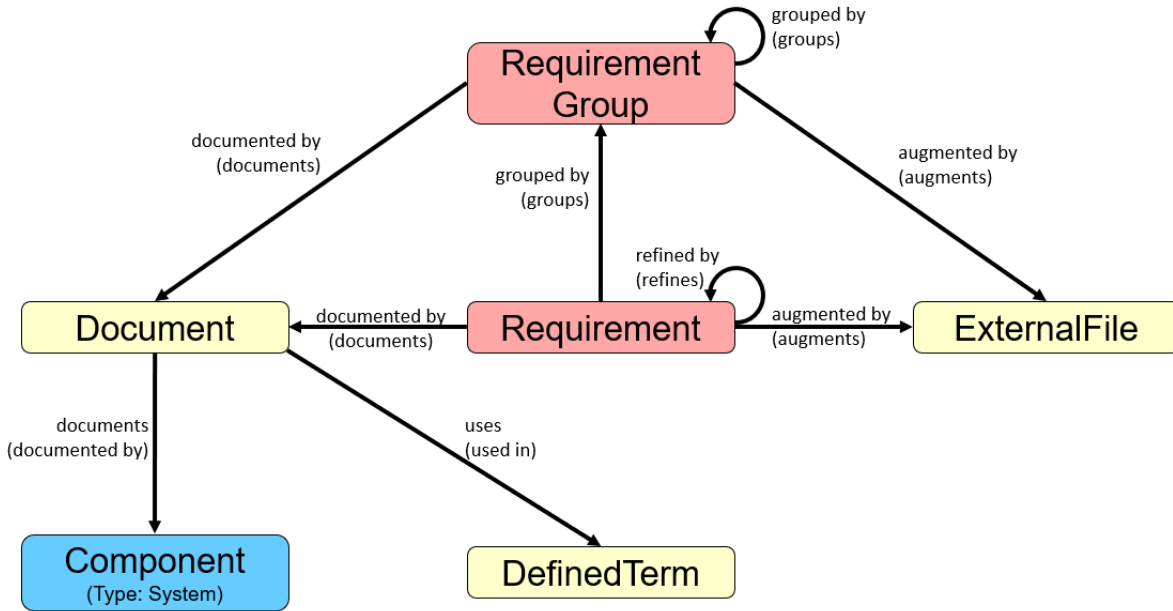 grouped by
(groups)
Requirement
Group
documented by
(documents)
augmented by
(augments)
grouped by
(groups)
refined by
(refines)
Document
documented by
(documents)
Requirement
augmented by
(augments)
ExternalFile
documents
(documented by)
uses
(used in)
Component
(Type: System)
DefinedTerm